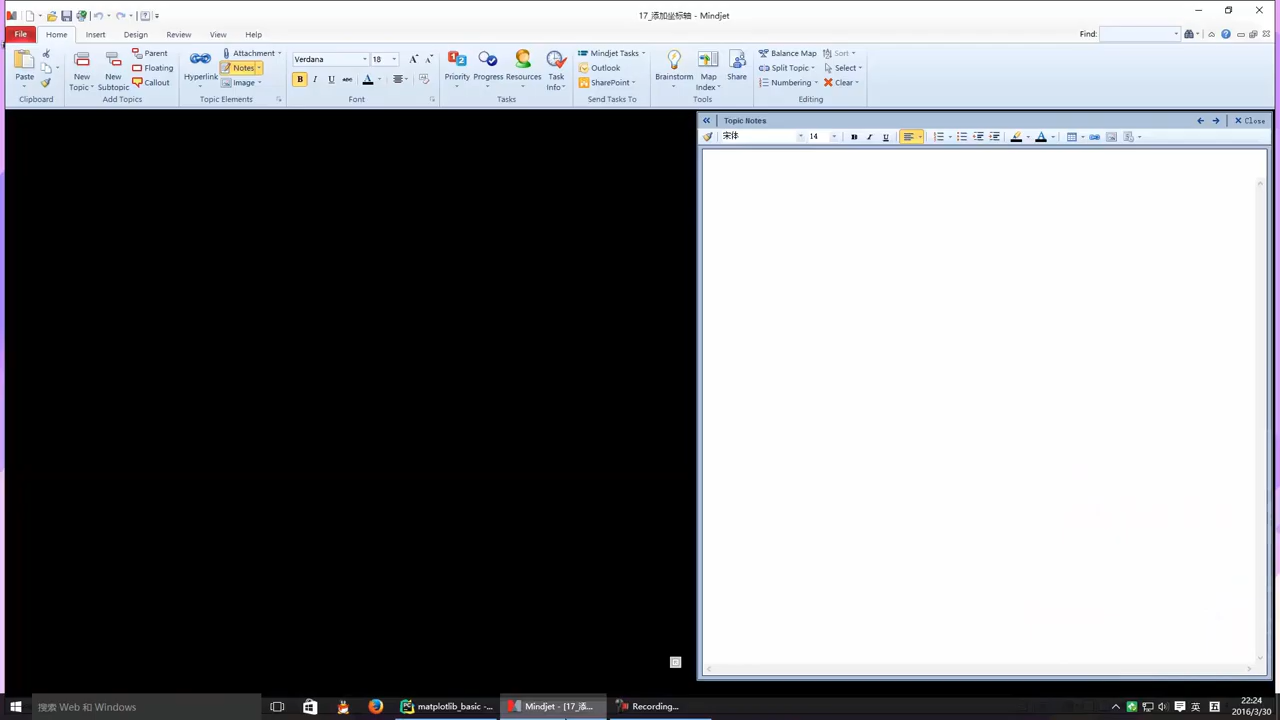 17_添加坐标轴 - Mindjet
File Home Insert Design Review View Help Find:
Paste
Clipboard
New Topic
New Subtopic
Parent
Floating
Callout
Add Topics
Hyperlink
Attachment
Notes
Image
Topic Elements
Verdana 18
B I U abc A
Font
Priority Progress Resources Task Info
Tasks
Mindjet Tasks
Outlook
SharePoint
Send Tasks To
Brainstorm Map Index Share
Tools
Balance Map Sort
Split Topic Select
Numbering Clear
Editing
Topic Notes Close
宋体 14 B I U A
搜索 Web 和 Windows
matplotlib_basic -...
Mindjet - [17_添...
Recording...
英
五
22:24
2016/3/30